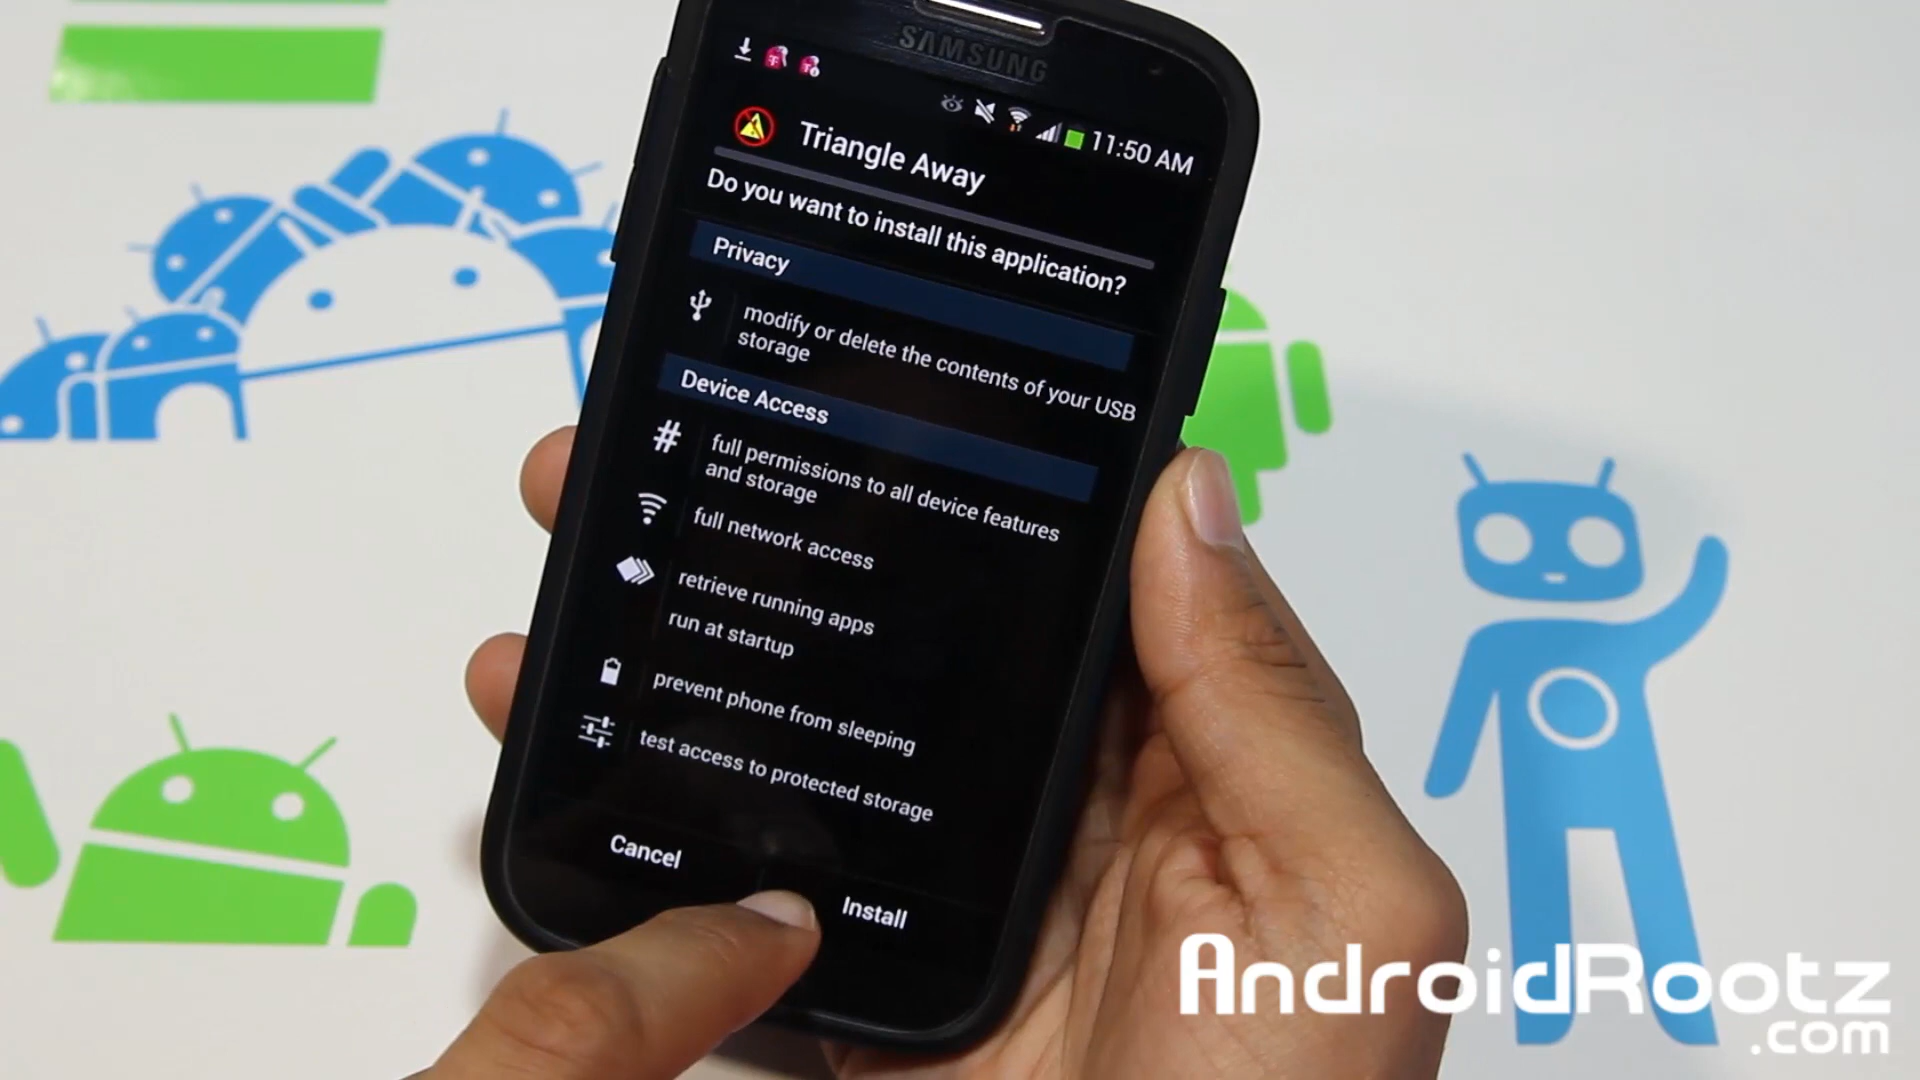 SAMSUNG
11:50 AM
Triangle Away
Do you want to install this application?
Privacy
modify or delete the contents of your USB
storage
Device Access
full permissions to all device features
and storage
full network access
retrieve running apps
run at startup
prevent phone from sleeping
test access to protected storage
Cancel
Install
AndroidRootz
.com